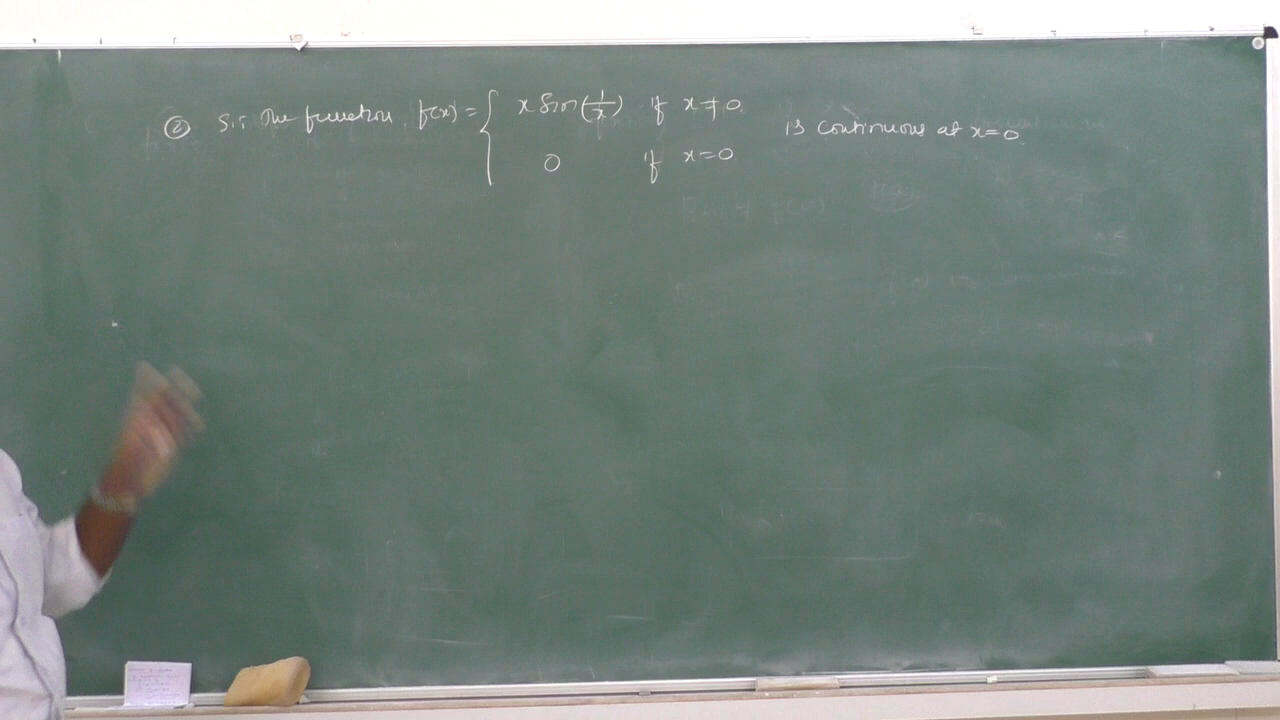 ② S.T the function f(x) = { x Sin(1/x) if x ≠ 0
0 if x = 0
is continuous at x=0.